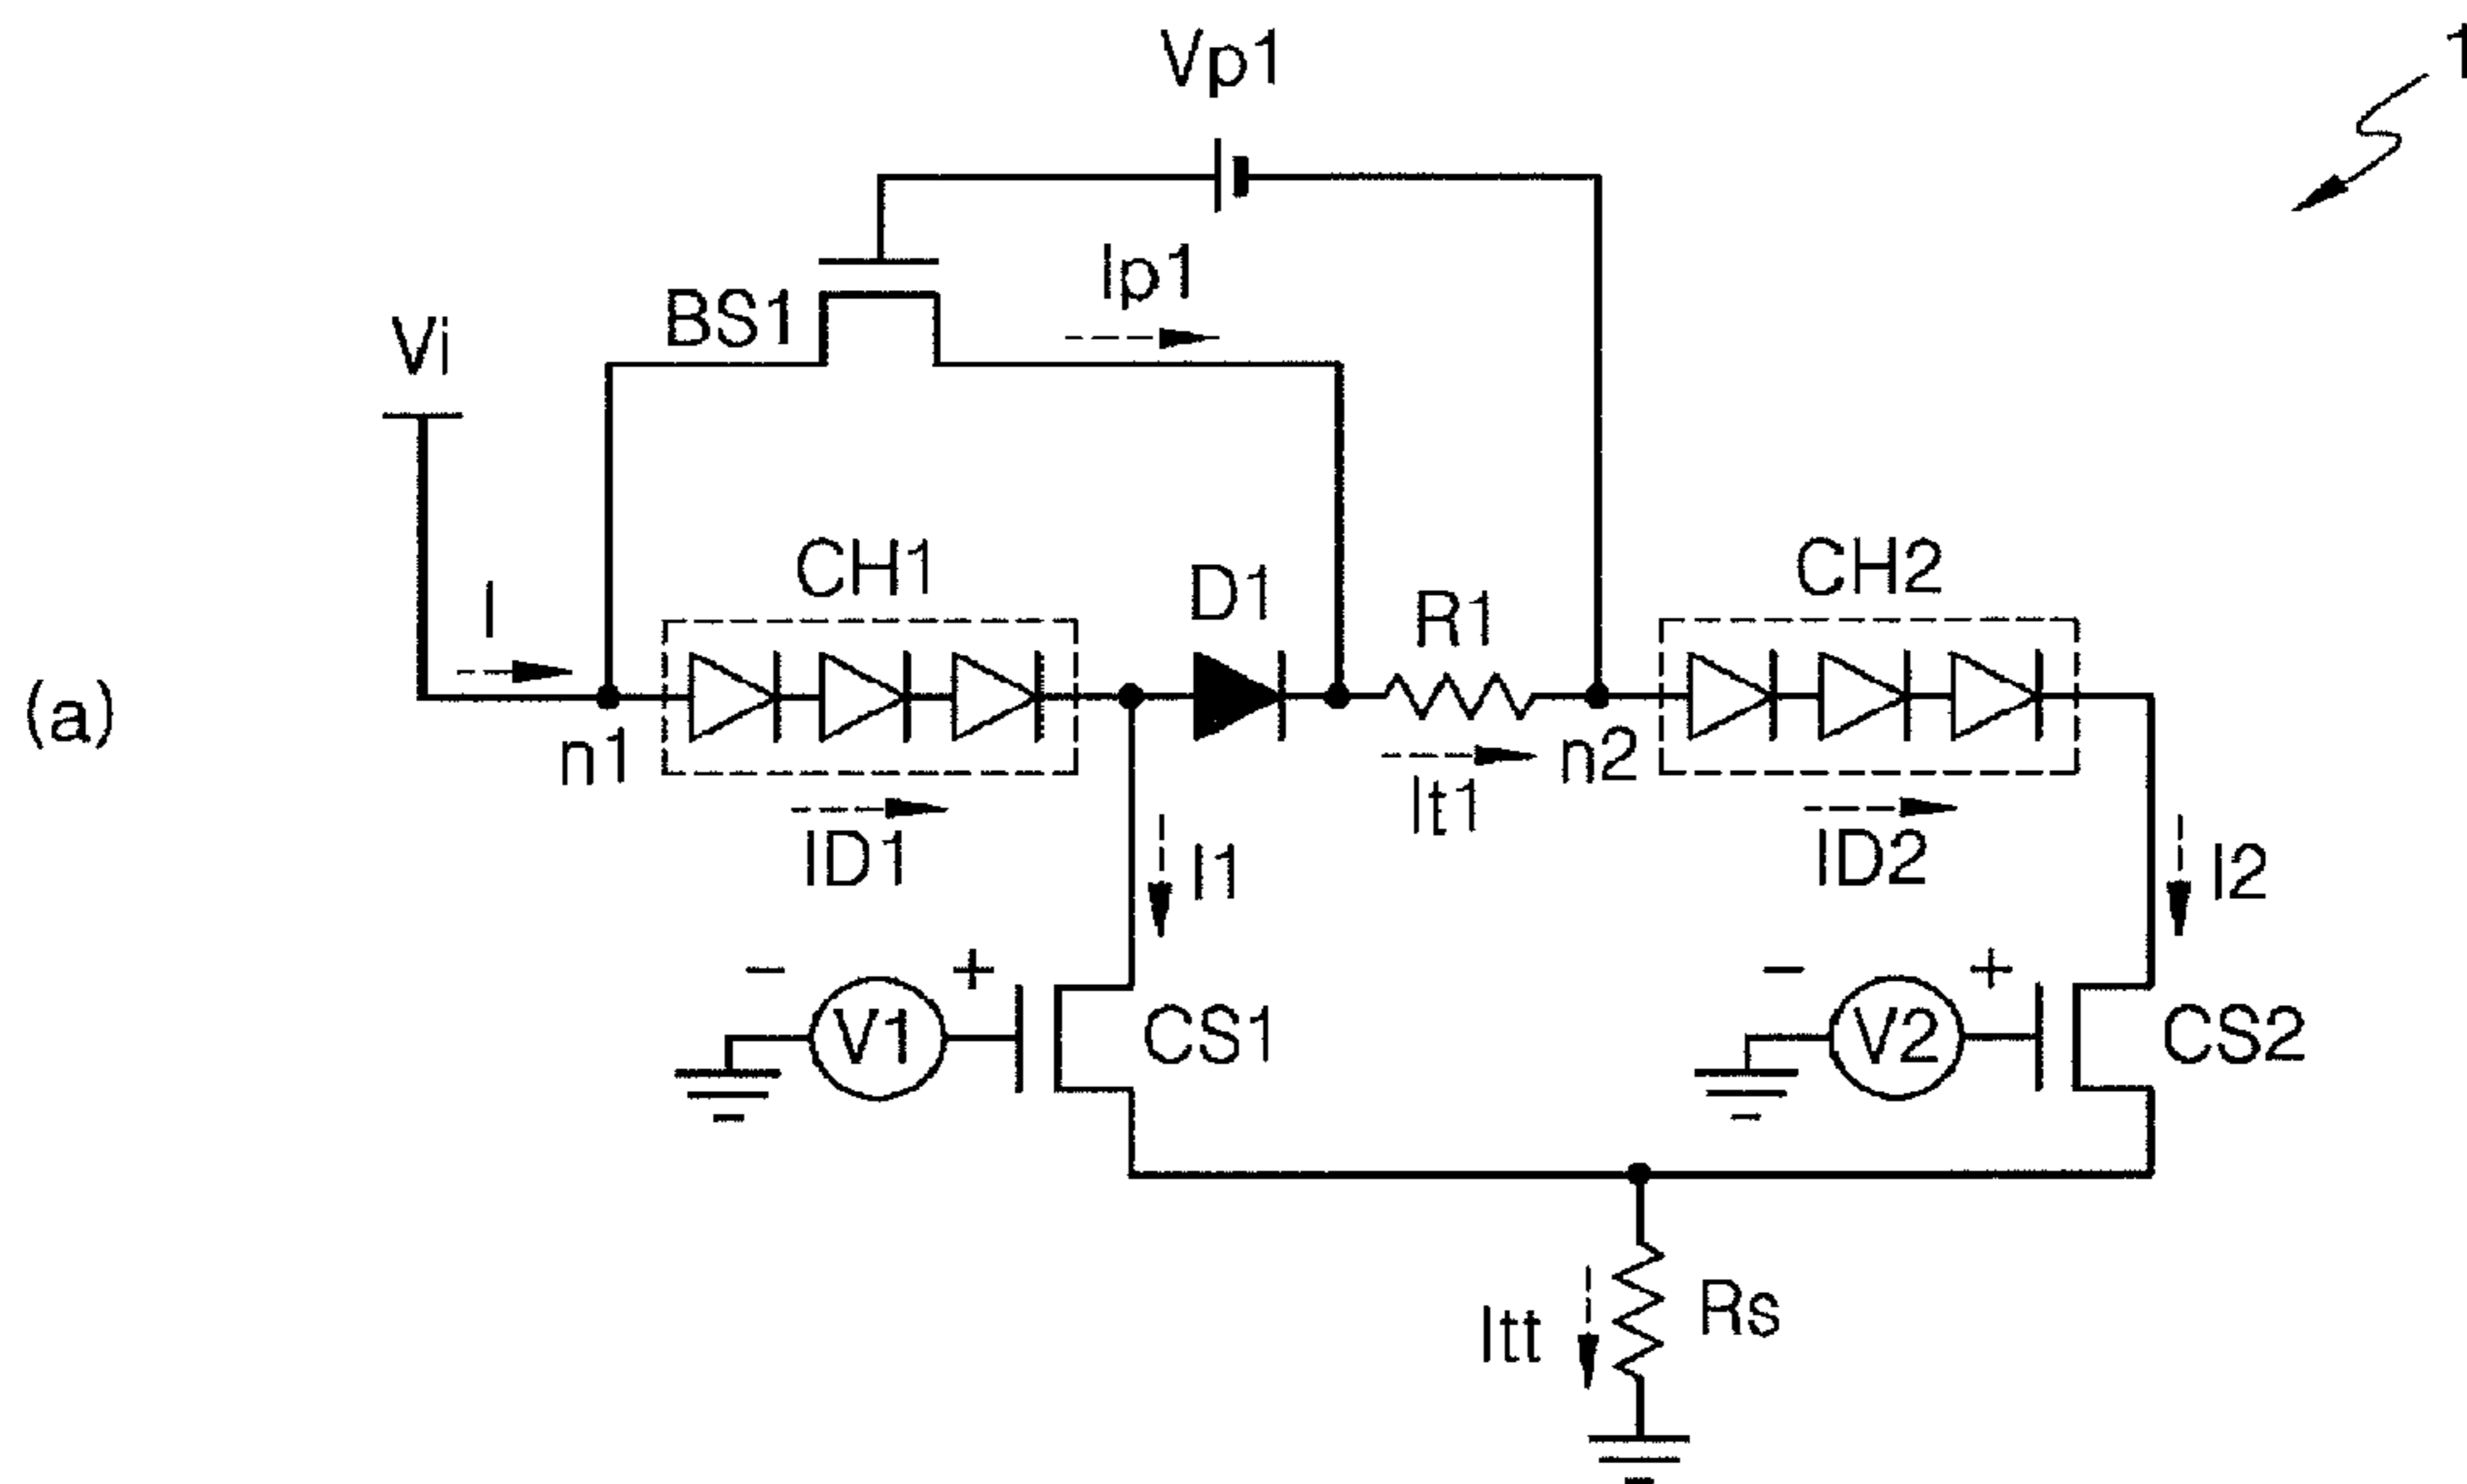 Vp1
1
Ip1
BS1
Vi
CH1
D1
R1
CH2
I
(a)
n1
n2
It1
ID1
I1
ID2
I2
− +
− +
V1
CS1
V2
CS2
Itt
Rs